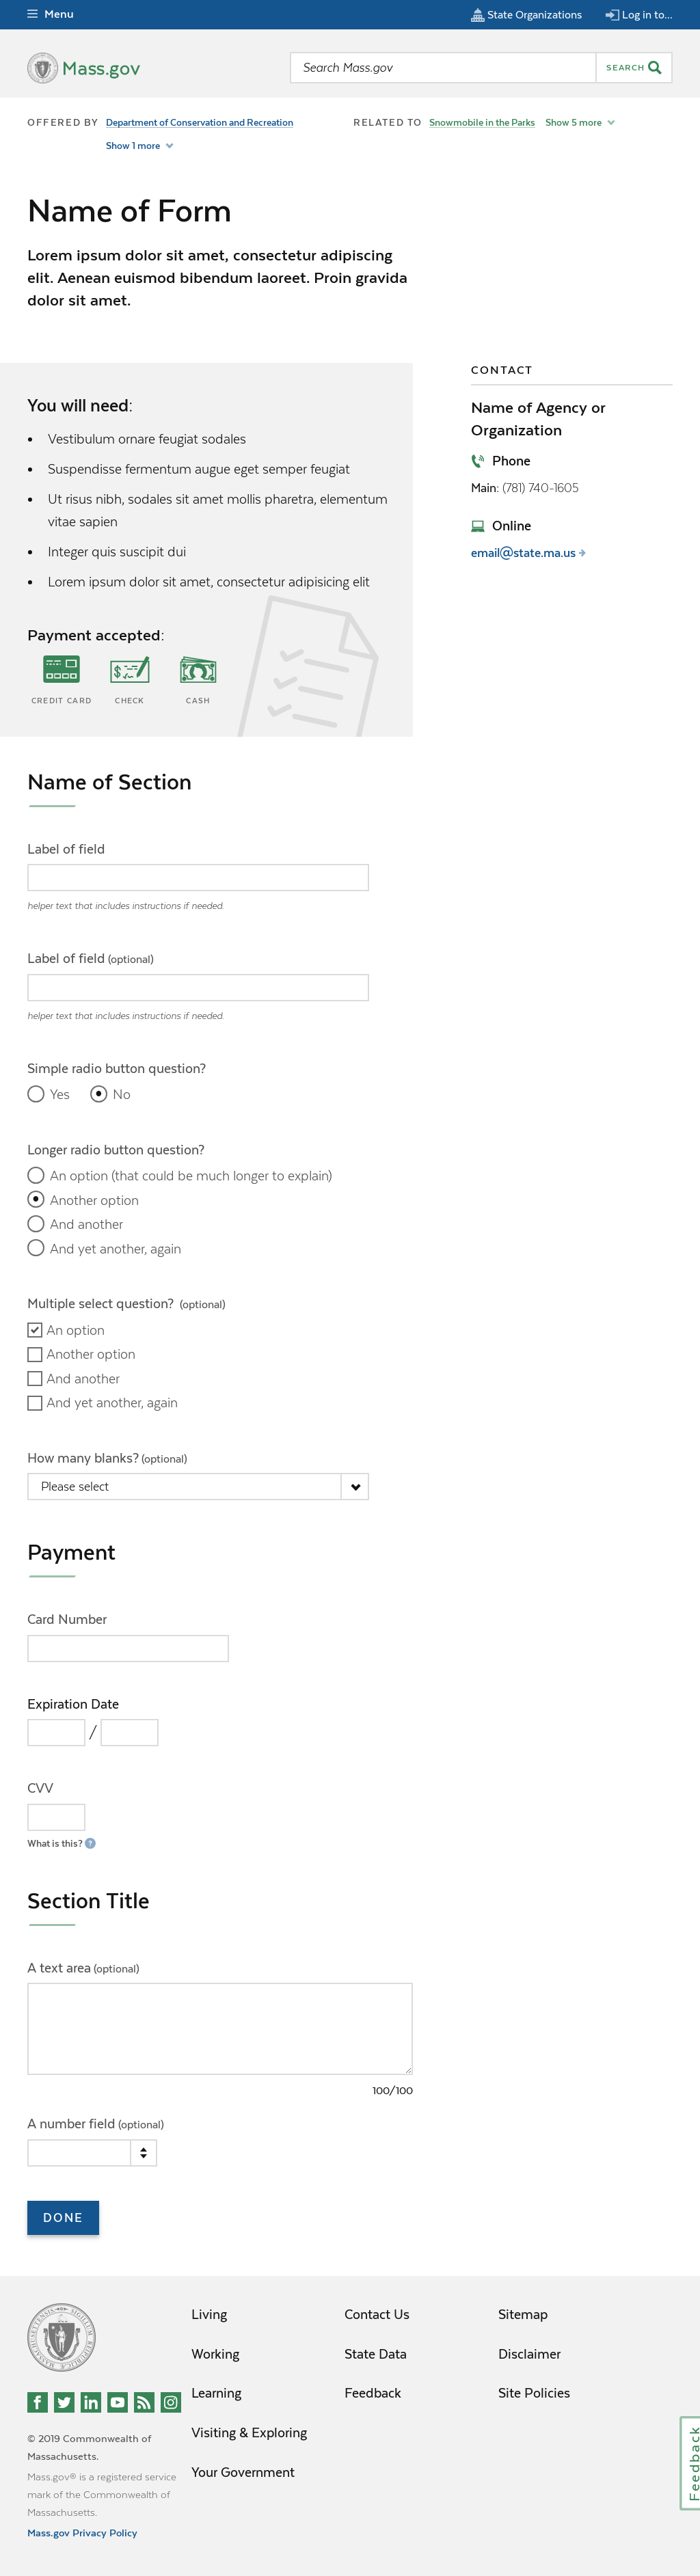 Menu
State Organizations
Log in to...
Mass.gov
Search Mass.gov
SEARCH
OFFERED BY Department of Conservation and Recreation
Show 1 more
RELATED TO Snowmobile in the Parks Show 5 more
Name of Form
Lorem ipsum dolor sit amet, consectetur adipiscing
elit. Aenean euismod bibendum laoreet. Proin gravida
dolor sit amet.
You will need:
Vestibulum ornare feugiat sodales
Suspendisse fermentum augue eget semper feugiat
Ut risus nibh, sodales sit amet mollis pharetra, elementum
vitae sapien
Integer quis suscipit dui
Lorem ipsum dolor sit amet, consectetur adipisicing elit
Payment accepted:
CREDIT CARD
CHECK
CASH
CONTACT
Name of Agency or
Organization
Phone
Main: (781) 740-1605
Online
email@state.ma.us
Name of Section
Label of field
helper text that includes instructions if needed.
Label of field (optional)
helper text that includes instructions if needed.
Simple radio button question?
Yes
No
Longer radio button question?
An option (that could be much longer to explain)
Another option
And another
And yet another, again
Multiple select question? (optional)
An option
Another option
And another
And yet another, again
How many blanks? (optional)
Please select
Payment
Card Number
Expiration Date
/
CVV
What is this? ?
Section Title
A text area (optional)
100/100
A number field (optional)
DONE
Living
Working
Learning
Visiting & Exploring
Your Government
Contact Us
State Data
Feedback
Sitemap
Disclaimer
Site Policies
© 2019 Commonwealth of
Massachusetts.
Mass.gov® is a registered service
mark of the Commonwealth of
Massachusetts.
Mass.gov Privacy Policy
Feedback